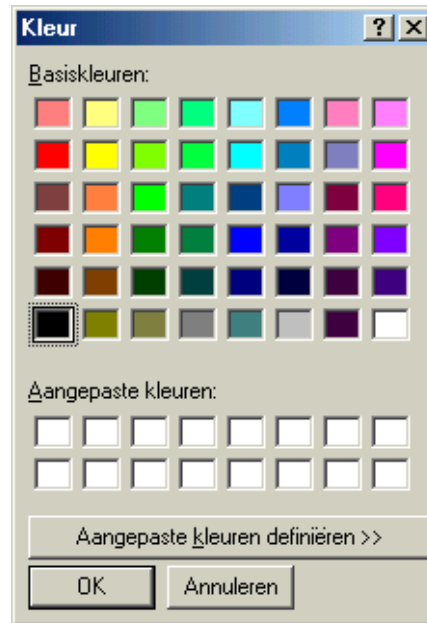 Kleur
Basiskleuren:
Aangepaste kleuren:
Aangepaste kleuren definiëren >>
OK Annuleren